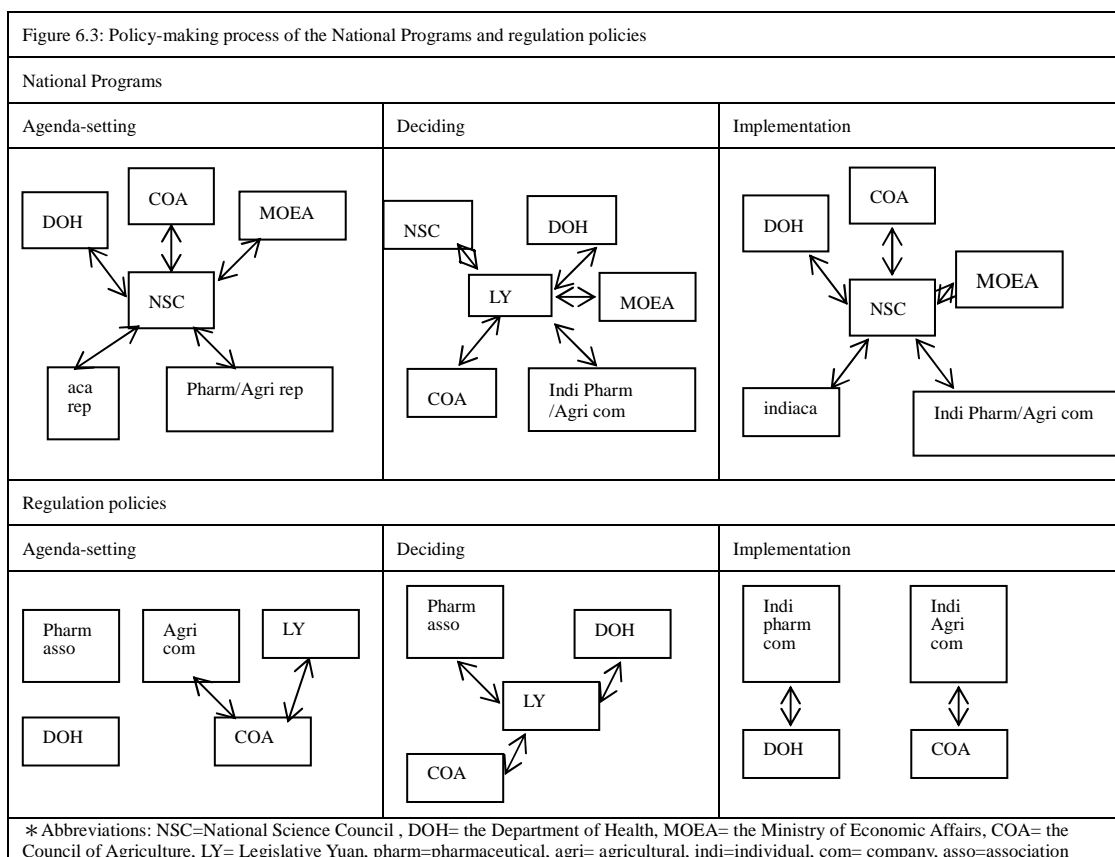 Figure 6.3: Policy-making process of the National Programs and regulation policies
National Programs
Agenda-setting
Deciding
Implementation
DOH
COA
MOEA
NSC
aca
rep
Pharm/Agri rep
NSC
DOH
LY
MOEA
COA
Indi Pharm
/Agri com
DOH
COA
MOEA
NSC
indiaca
Indi Pharm/Agri com
Regulation policies
Agenda-setting
Deciding
Implementation
Pharm
asso
Agri
com
LY
DOH
COA
Pharm
asso
DOH
LY
COA
Indi
pharm
com
Indi
Agri
com
DOH
COA
＊Abbreviations: NSC=National Science Council , DOH= the Department of Health, MOEA= the Ministry of Economic Affairs, COA= the
Council of Agriculture, LY= Legislative Yuan, pharm=pharmaceutical, agri= agricultural, indi=individual, com= company, asso=association